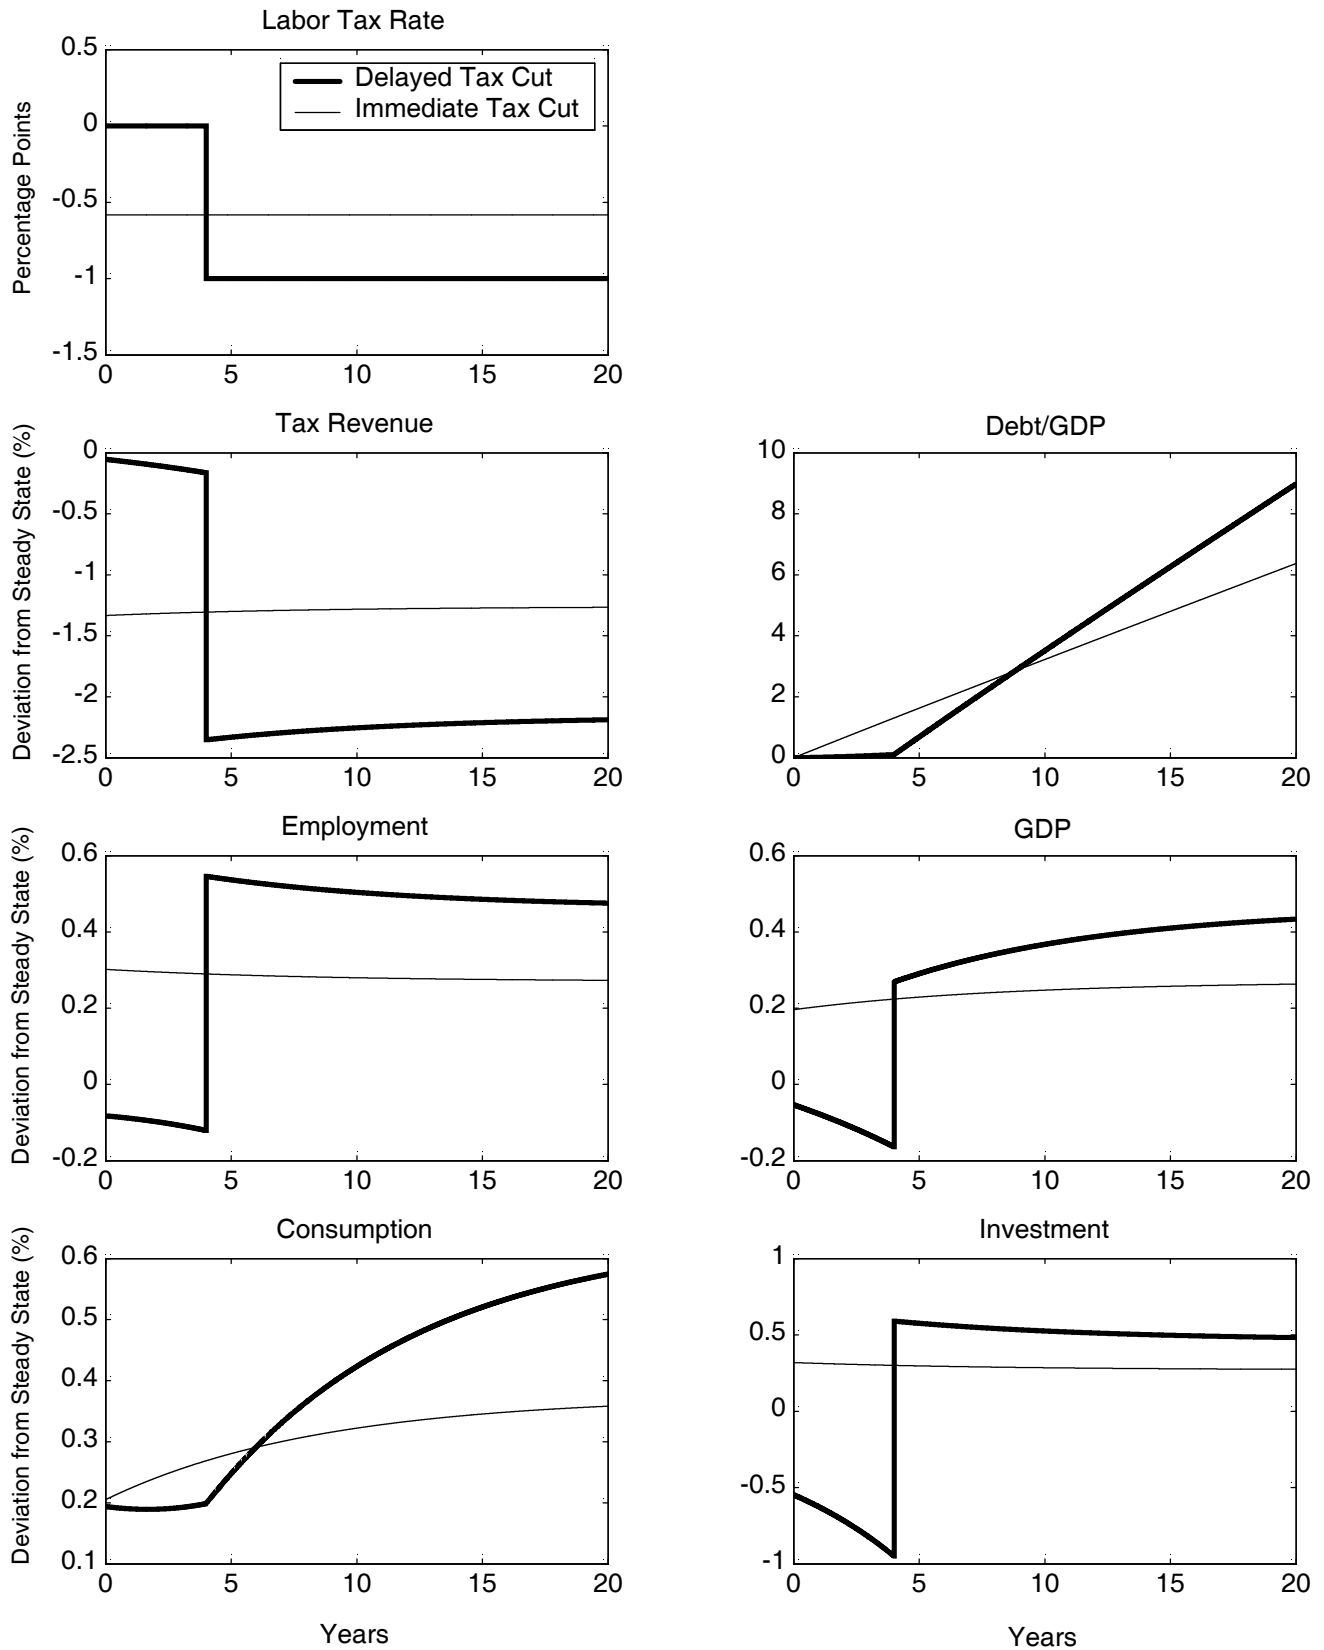 Labor Tax Rate
Percentage Points
0.5
0
-0.5
-1
-1.5
Delayed Tax Cut
Immediate Tax Cut
0 5 10 15 20
Tax Revenue
Deviation from Steady State (%)
0
-0.5
-1
-1.5
-2
-2.5
0 5 10 15 20
Debt/GDP
10
8
6
4
2
0
0 5 10 15 20
Employment
Deviation from Steady State (%)
0.6
0.4
0.2
0
-0.2
0 5 10 15 20
GDP
0.6
0.4
0.2
0
-0.2
0 5 10 15 20
Consumption
Deviation from Steady State (%)
0.6
0.5
0.4
0.3
0.2
0.1
0 5 10 15 20
Years
Investment
1
0.5
0
-0.5
-1
0 5 10 15 20
Years